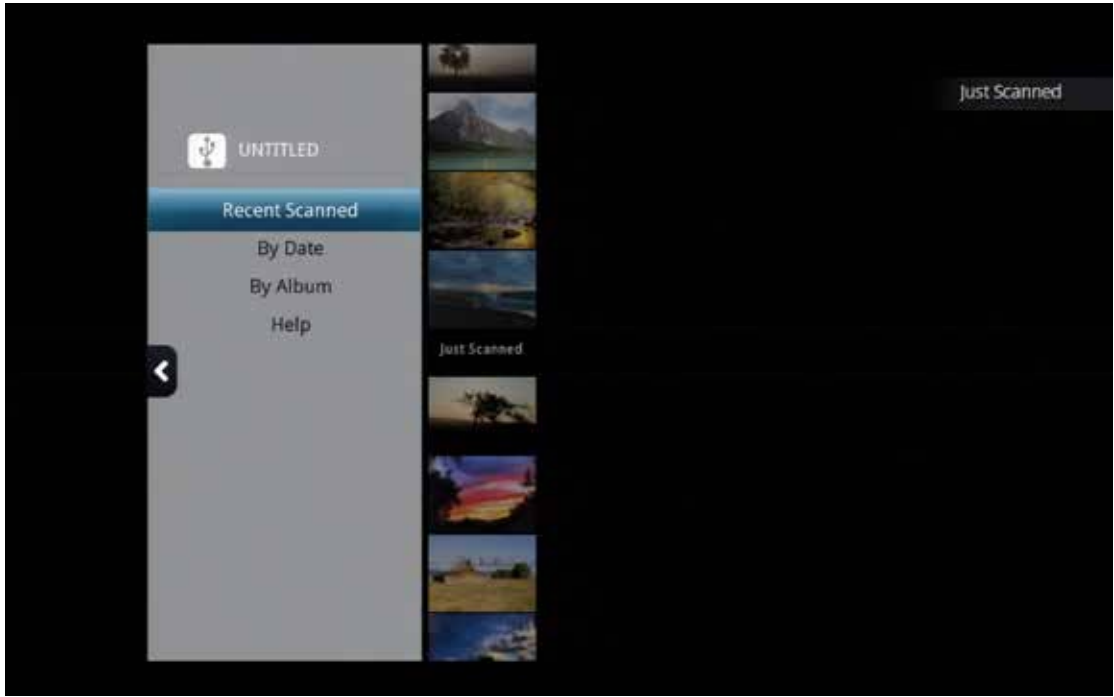 Just Scanned
UNTITLED
Recent Scanned
By Date
By Album
Help
Just Scanned